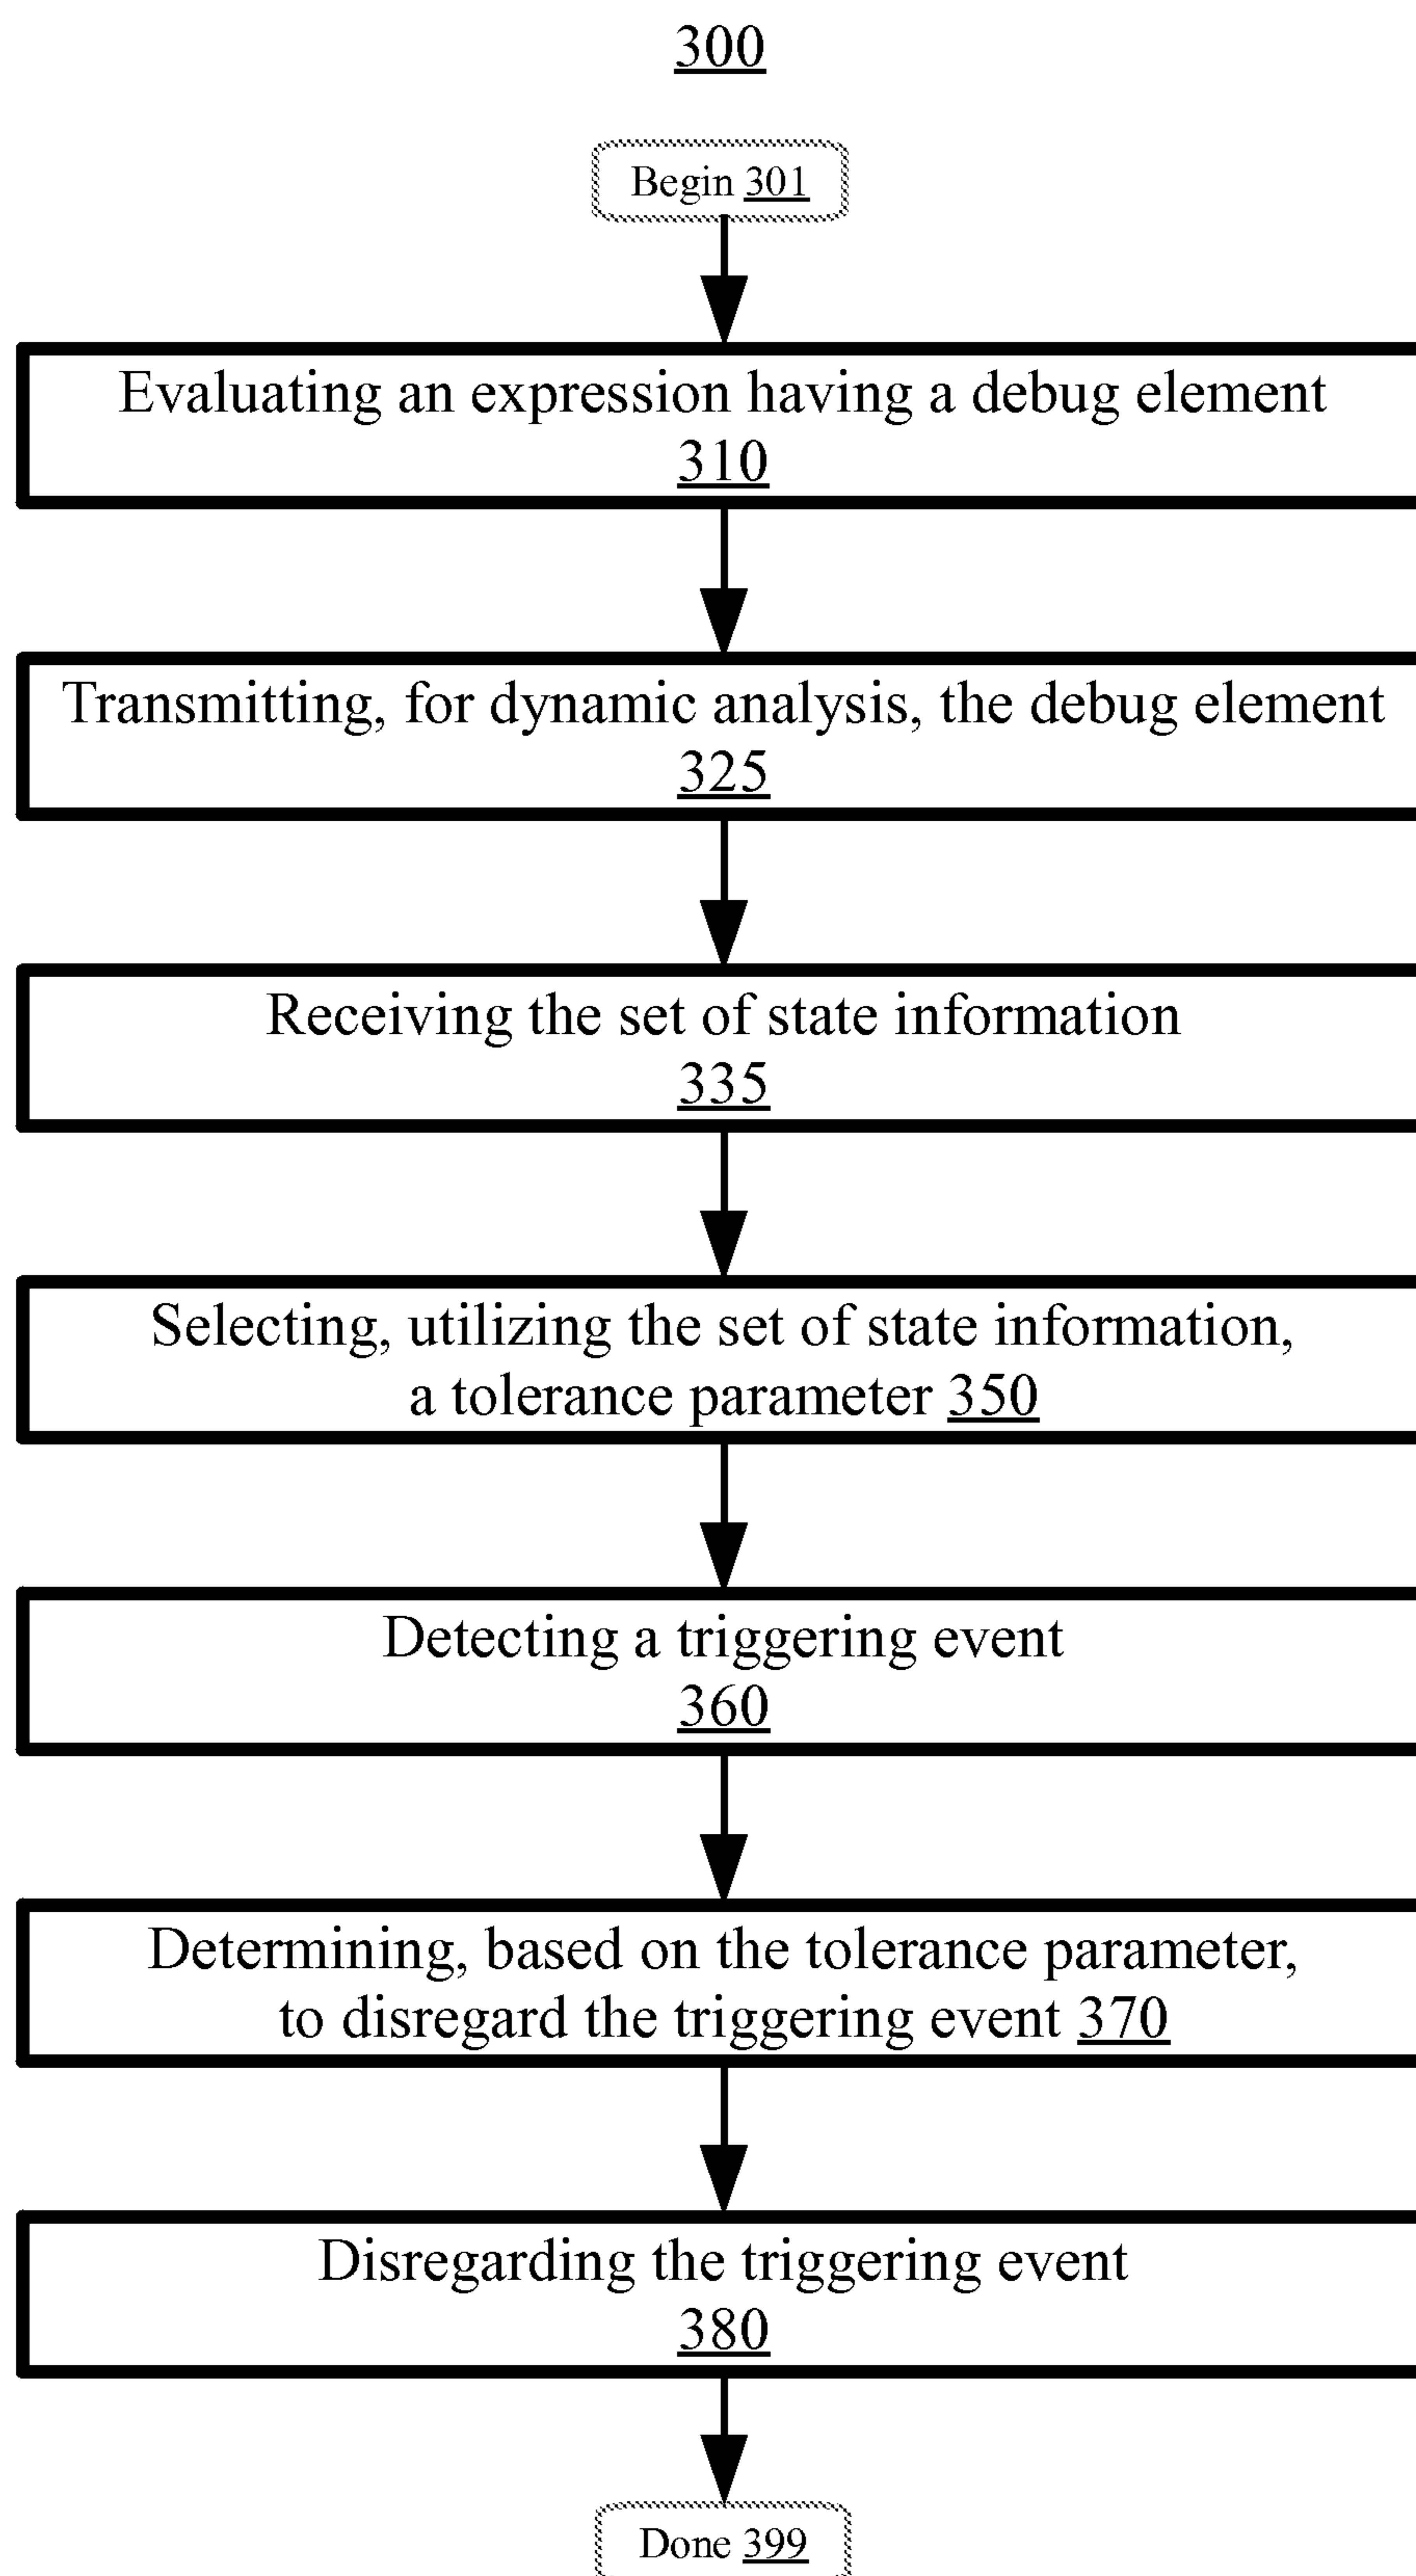 300
Begin 301
Evaluating an expression having a debug element
310
Transmitting, for dynamic analysis, the debug element
325
Receiving the set of state information
335
Selecting, utilizing the set of state information,
a tolerance parameter 350
Detecting a triggering event
360
Determining, based on the tolerance parameter,
to disregard the triggering event 370
Disregarding the triggering event
380
Done 399